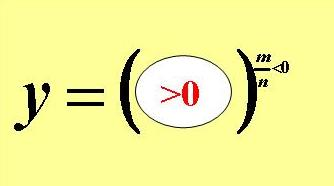 y = ( >0 )^(m/n <0)